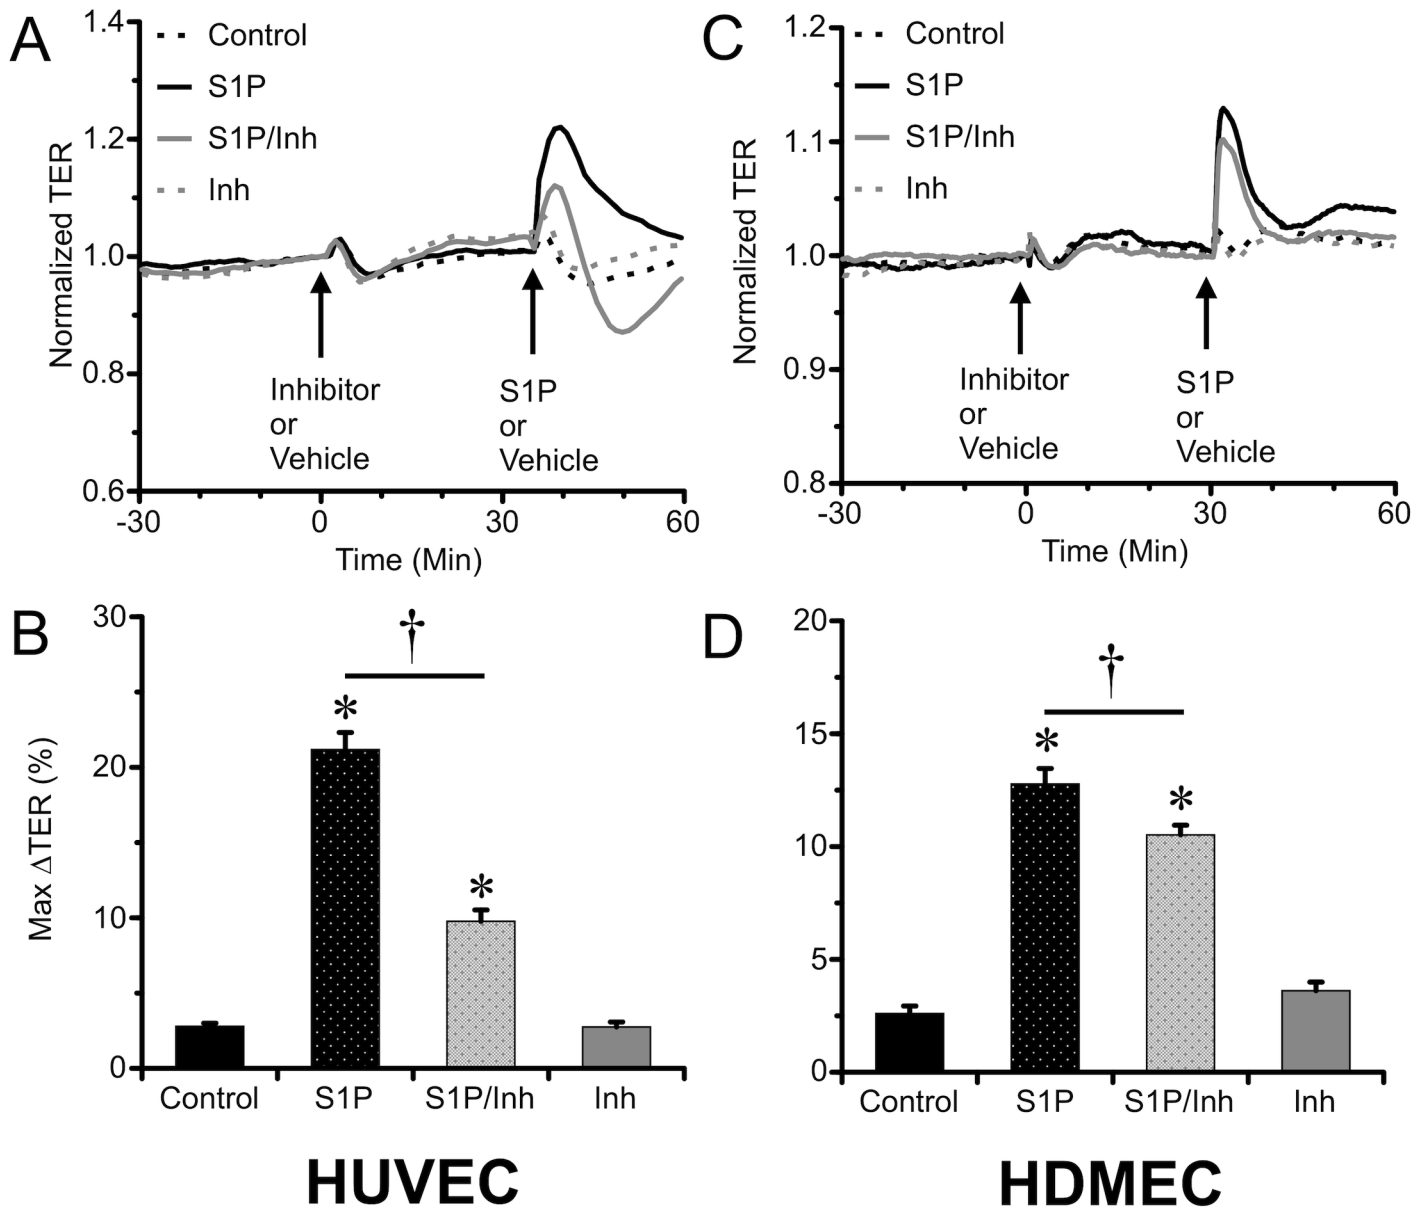 A
1.4
Control
S1P
S1P/Inh
Inh
1.2
1.0
0.8
0.6
Normalized TER
Inhibitor
or
Vehicle
S1P
or
Vehicle
-30
0
30
60
Time (Min)
C
1.2
Control
S1P
S1P/Inh
Inh
1.1
1.0
0.9
0.8
Normalized TER
Inhibitor
or
Vehicle
S1P
or
Vehicle
-30
0
30
60
Time (Min)
B
30
20
10
0
Max ΔTER (%)
†
*
*
Control
S1P
S1P/Inh
Inh
HUVEC
D
20
15
10
5
0
†
*
*
Control
S1P
S1P/Inh
Inh
HDMEC